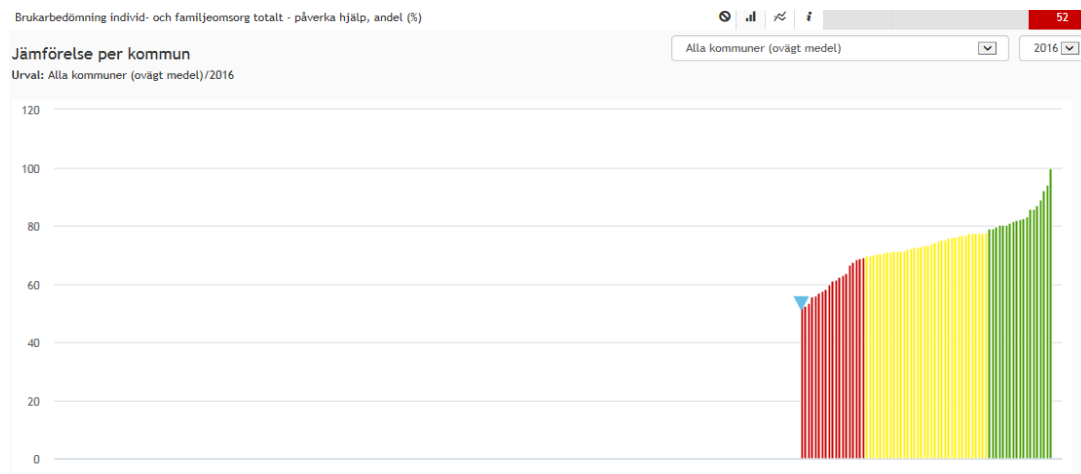 Brukarbedömning individ- och familjeomsorg totalt - påverka hjälp, andel (%)
52
Jämförelse per kommun
Alla kommuner (ovägt medel)
2016
Urval: Alla kommuner (ovägt medel)/2016
120
100
80
60
40
20
0